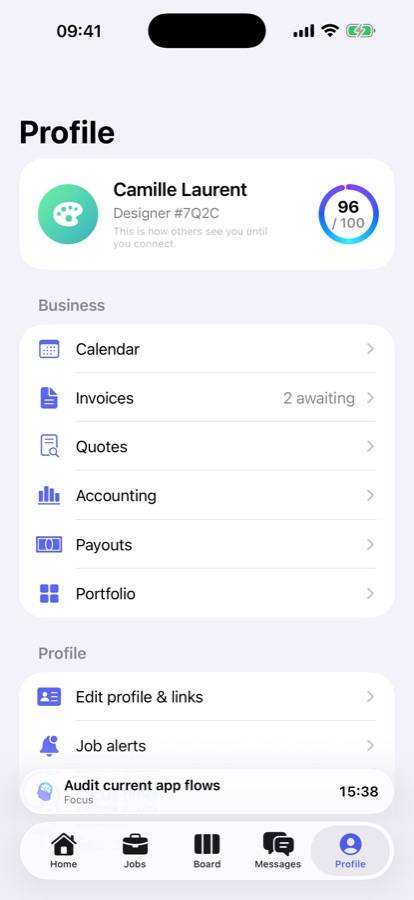 09:41
Profile
Camille Laurent
Designer #7Q2C
This is how others see you until
you connect.
96
/ 100
Business
Calendar
Invoices
2 awaiting
Quotes
Accounting
Payouts
Portfolio
Profile
Edit profile & links
Job alerts
Audit current app flows
Focus
15:38
Home
Jobs
Board
Messages
Profile